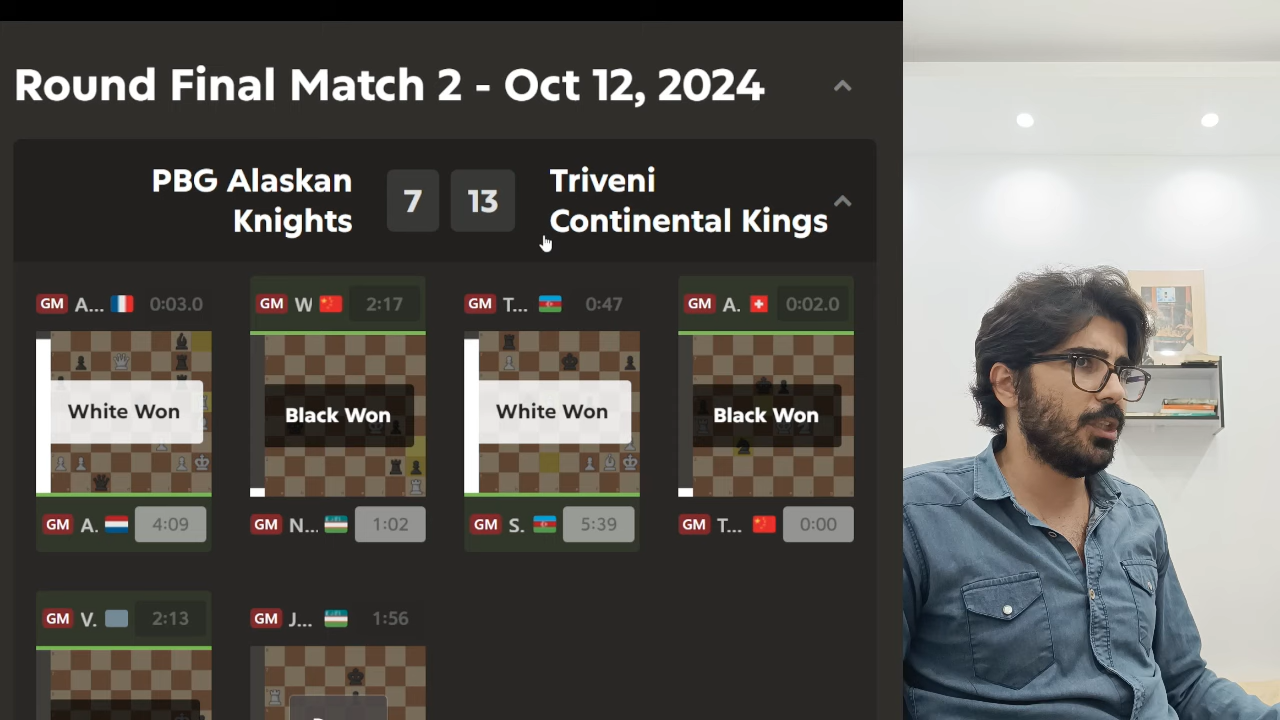 Round Final Match 2 - Oct 12, 2024
PBG Alaskan
Knights
7
13
Triveni
Continental Kings
GM A... 0:03.0
GM W 2:17
GM T... 0:47
GM A. 0:02.0
White Won
Black Won
White Won
Black Won
GM A. 4:09
GM N... 1:02
GM S. 5:39
GM T... 0:00
GM V. 2:13
GM J... 1:56